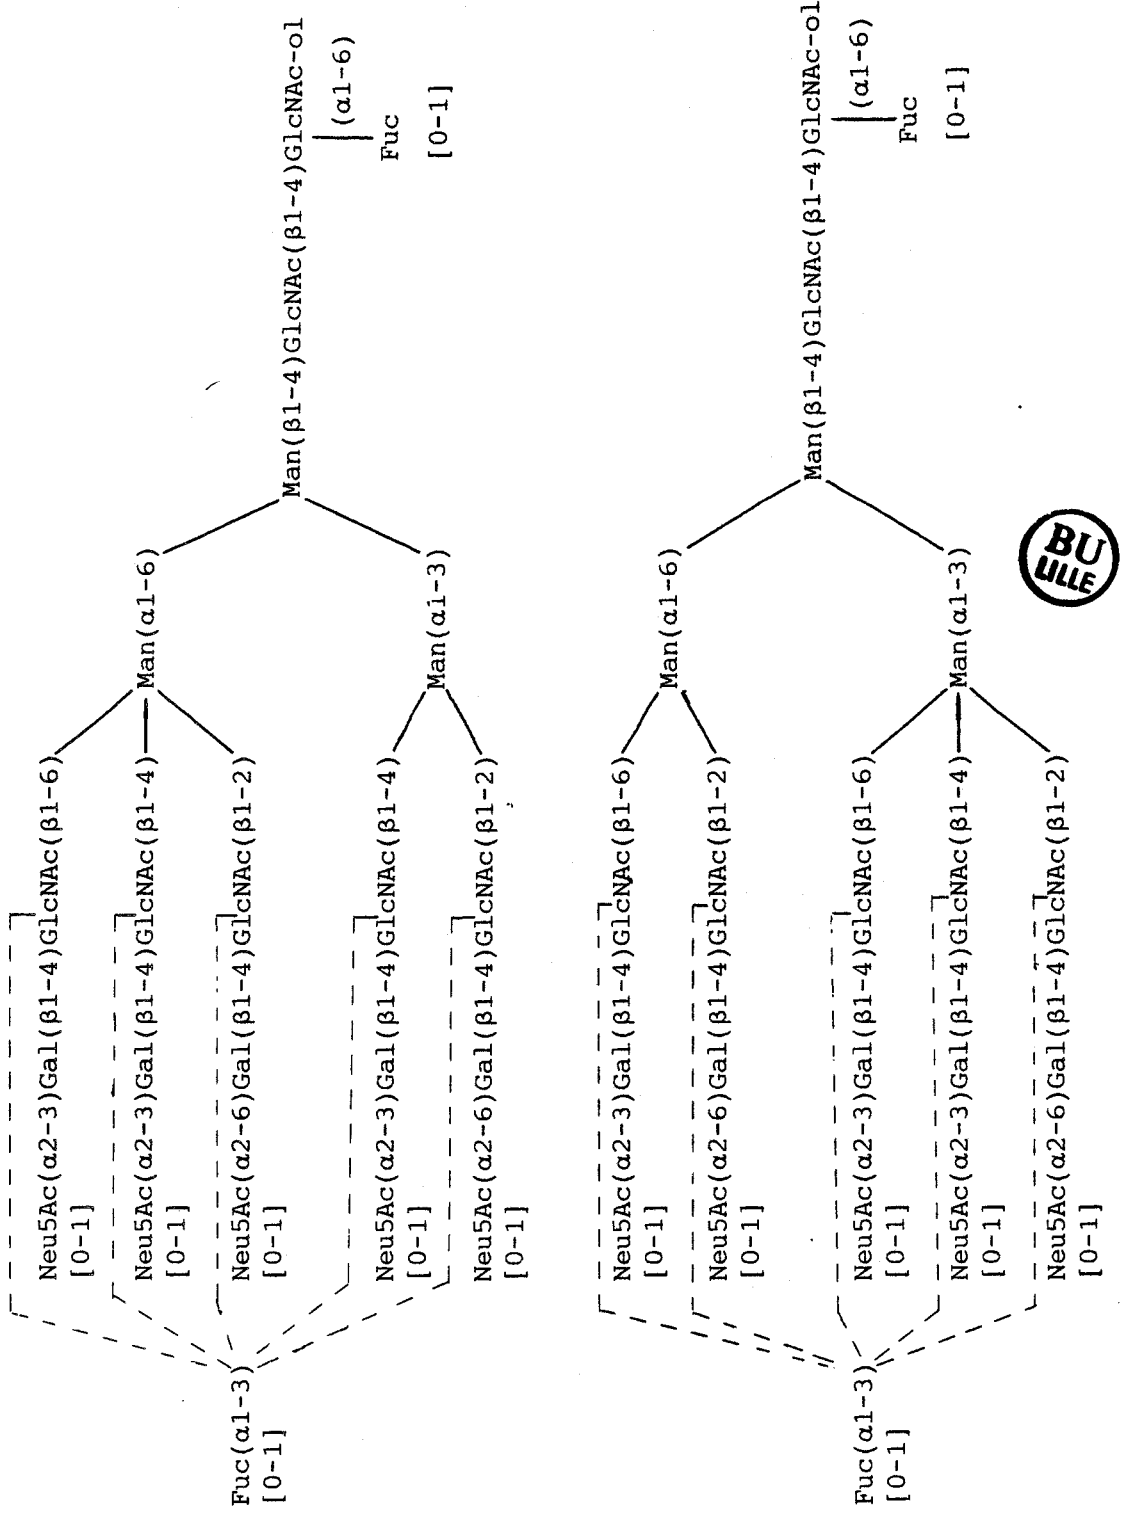 Neu5Ac(α2-3)Gal(β1-4)GlcNAc(β1-6)
[0-1]
Neu5Ac(α2-3)Gal(β1-4)GlcNAc(β1-4)
[0-1]
Man(α1-6)
Fuc(α1-3)
[0-1]
Neu5Ac(α2-6)Gal(β1-4)GlcNAc(β1-2)
[0-1]
Man(β1-4)GlcNAc(β1-4)GlcNAc-ol
(α1-6)
Fuc
[0-1]
Neu5Ac(α2-3)Gal(β1-4)GlcNAc(β1-4)
[0-1]
Man(α1-3)
Neu5Ac(α2-6)Gal(β1-4)GlcNAc(β1-2)
[0-1]
Neu5Ac(α2-3)Gal(β1-4)GlcNAc(β1-6)
[0-1]
Man(α1-6)
Neu5Ac(α2-6)Gal(β1-4)GlcNAc(β1-2)
[0-1]
Man(β1-4)GlcNAc(β1-4)GlcNAc-ol
(α1-6)
Fuc
[0-1]
Fuc(α1-3)
[0-1]
Neu5Ac(α2-3)Gal(β1-4)GlcNAc(β1-6)
[0-1]
Neu5Ac(α2-3)Gal(β1-4)GlcNAc(β1-4)
[0-1]
Man(α1-3)
Neu5Ac(α2-6)Gal(β1-4)GlcNAc(β1-2)
[0-1]
BU
LILLE